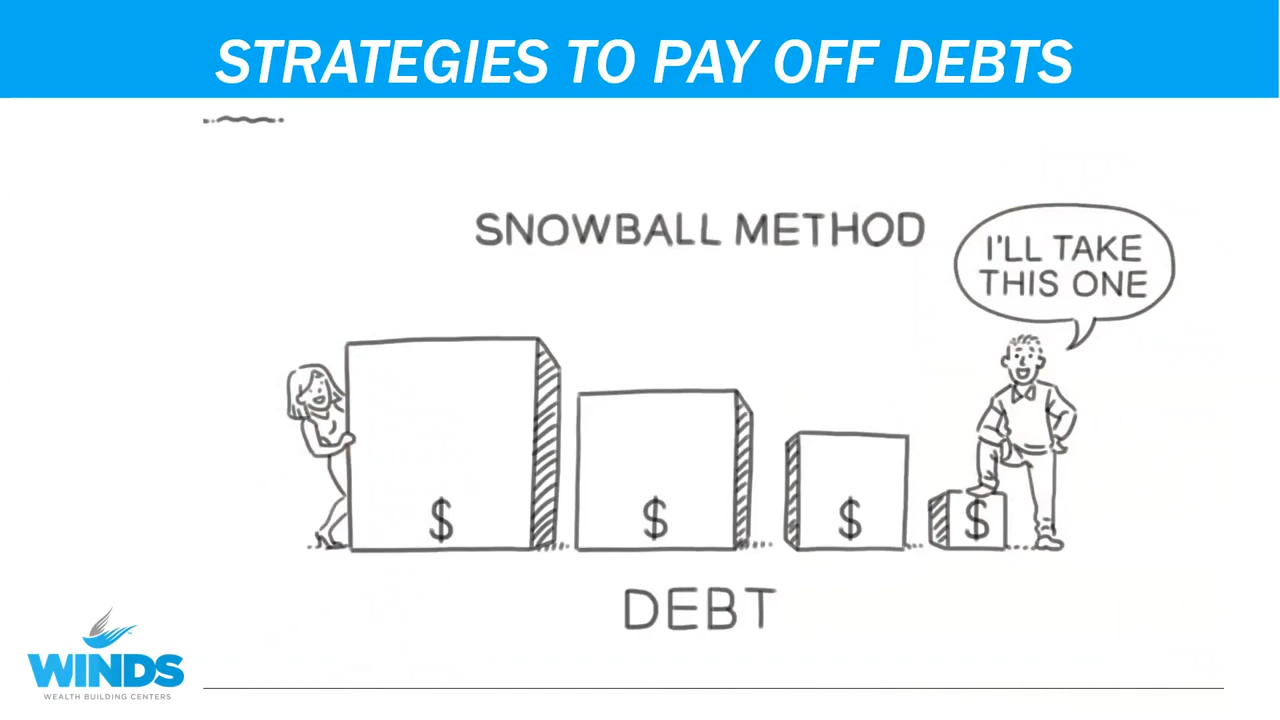 STRATEGIES TO PAY OFF DEBTS
SNOWBALL METHOD
I'LL TAKE
THIS ONE
$
$
$
$
DEBT
WINDS
WEALTH BUILDING CENTERS